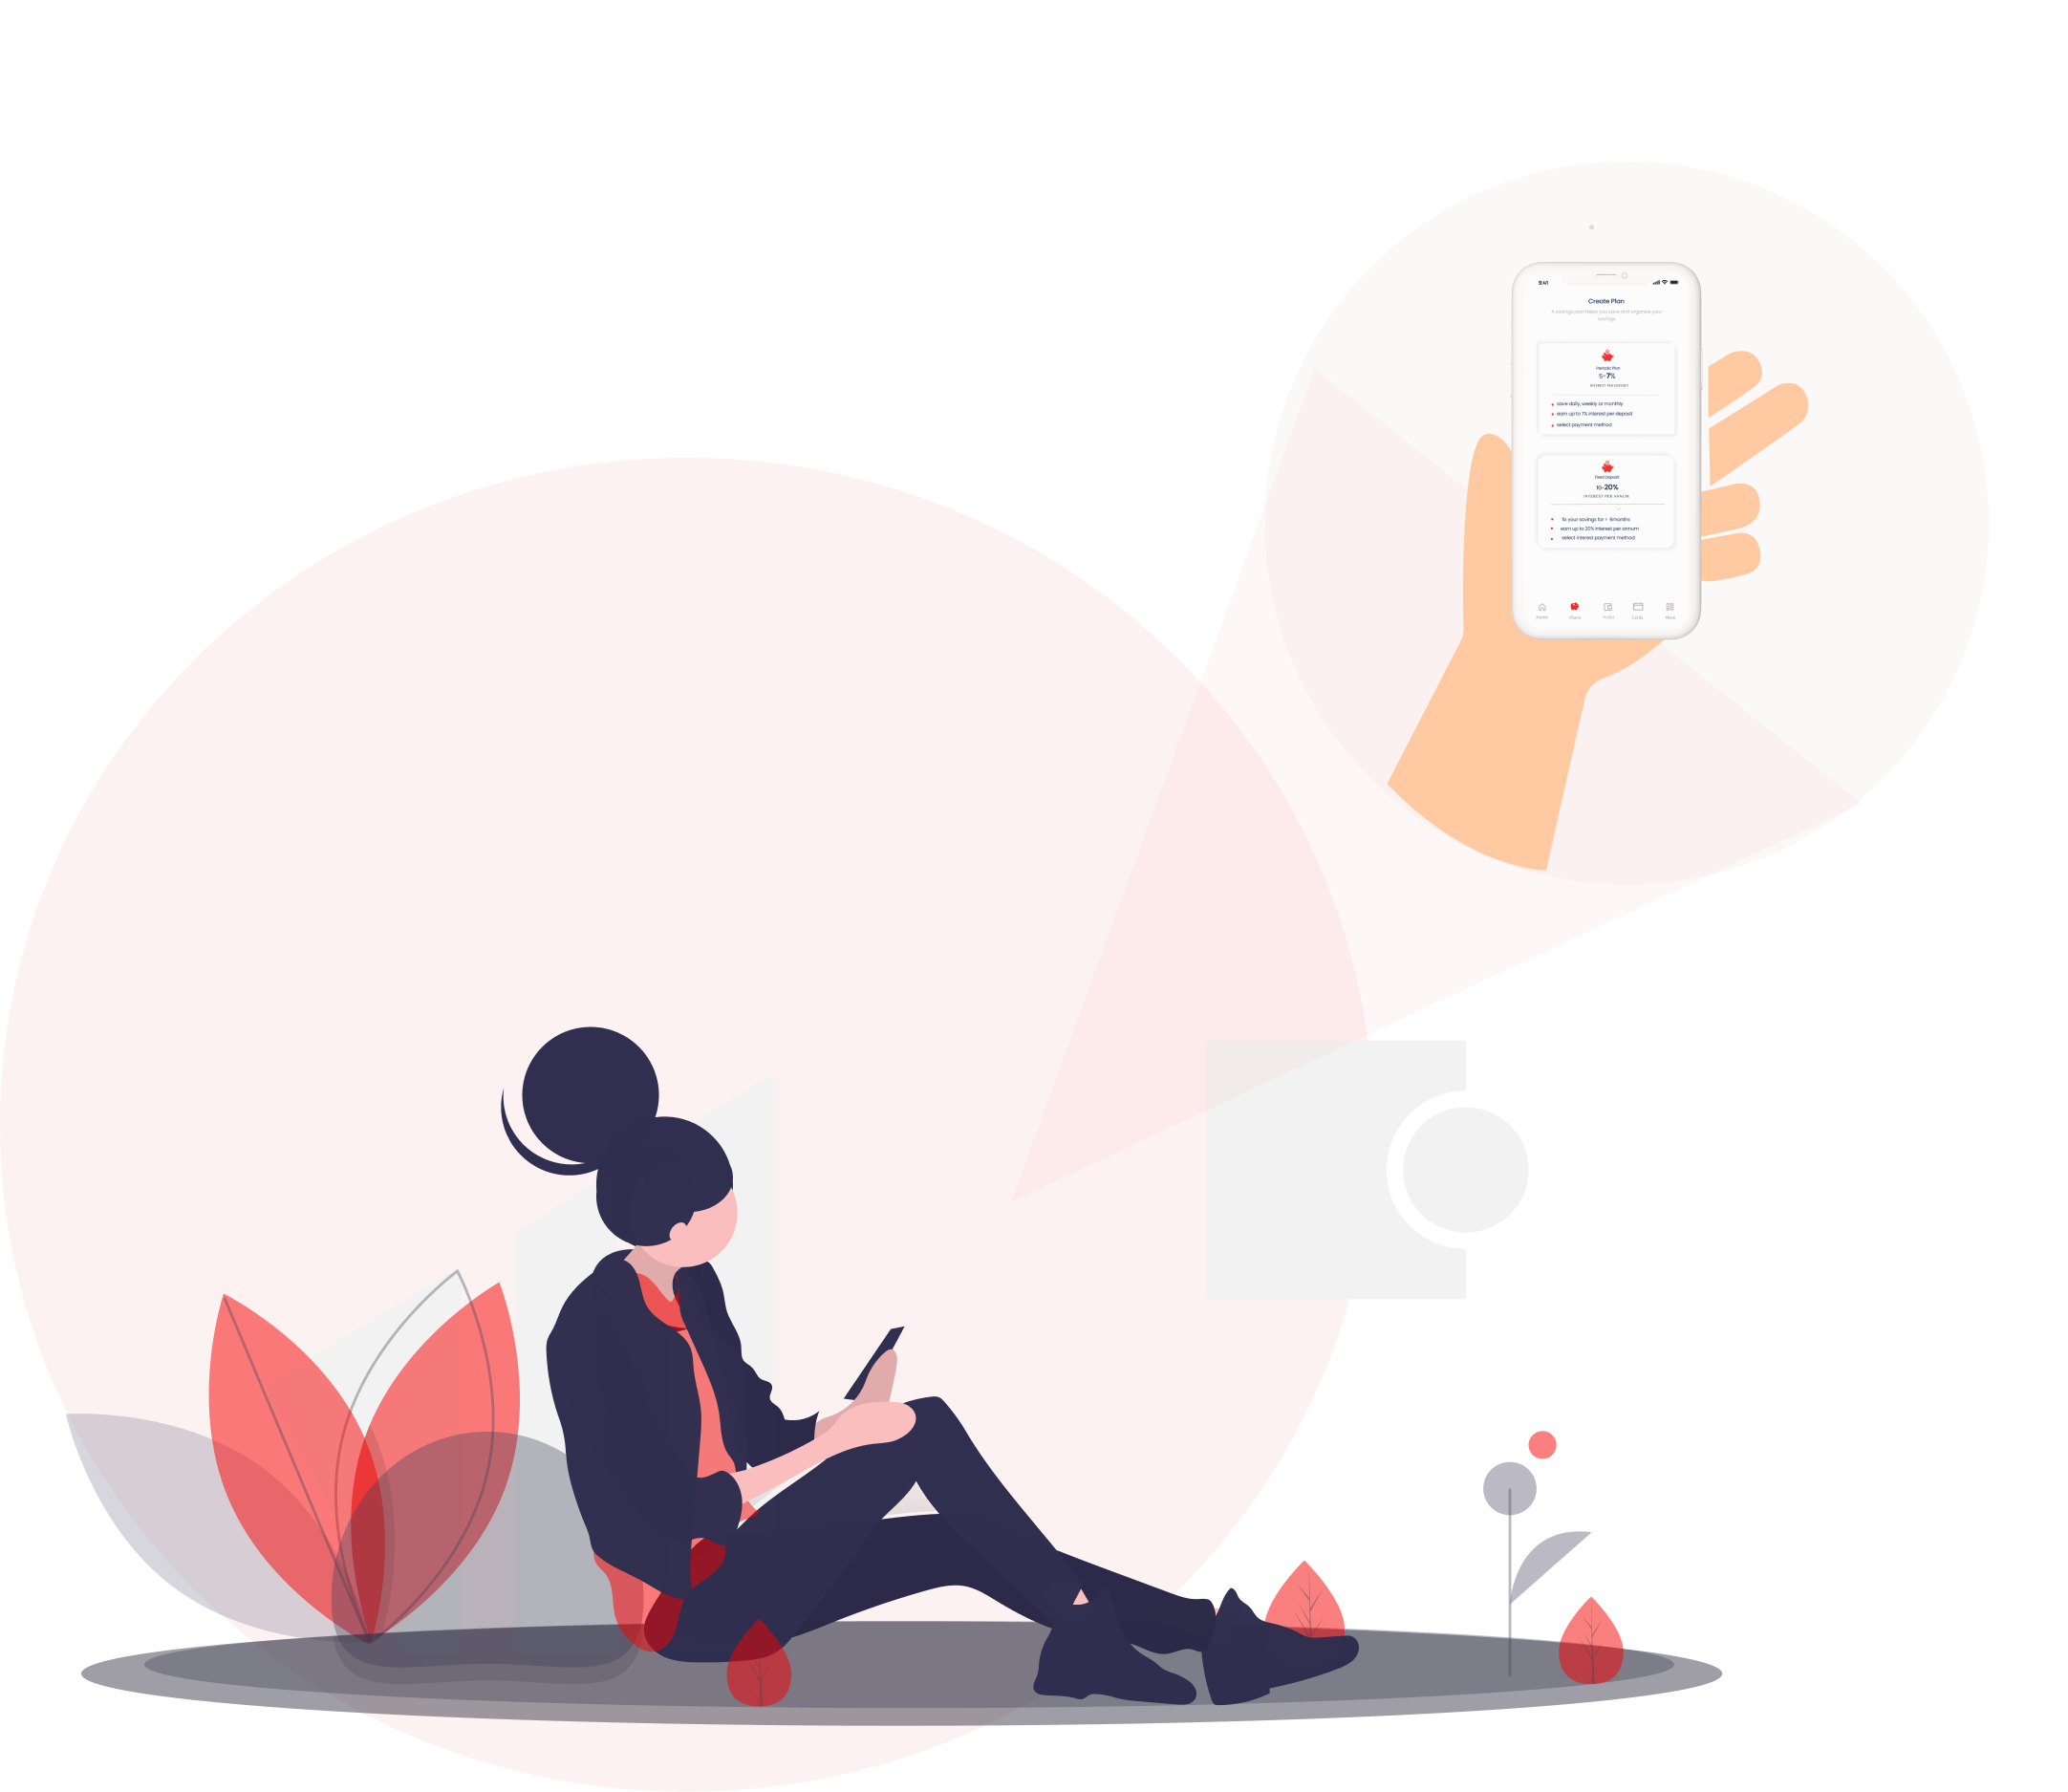 9:41
Create Plan
A savings plan helps you save and organise your
savings
Periodic Plan
5-7%
INTEREST PER DEPOSIT
save daily, weekly or monthly
earn up to 7% interest per deposit
select payment method
Fixed Deposit
10-20%
INTEREST PER ANNUM
fix your savings for > 6months
earn up to 20% interest per annum
select interest payment method
Home Plans Wallet Cards More